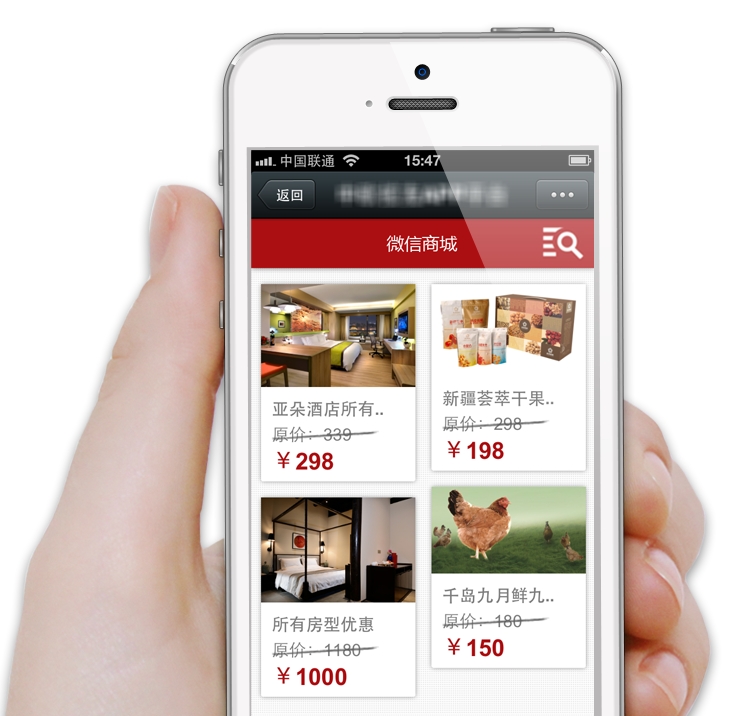 中国联通
15:47
返回
微信商城
亚朵酒店所有..
原价：339
￥298
新疆荟萃干果..
原价：298
￥198
所有房型优惠
原价：1180
￥1000
千岛九月鲜九..
原价：180
￥150